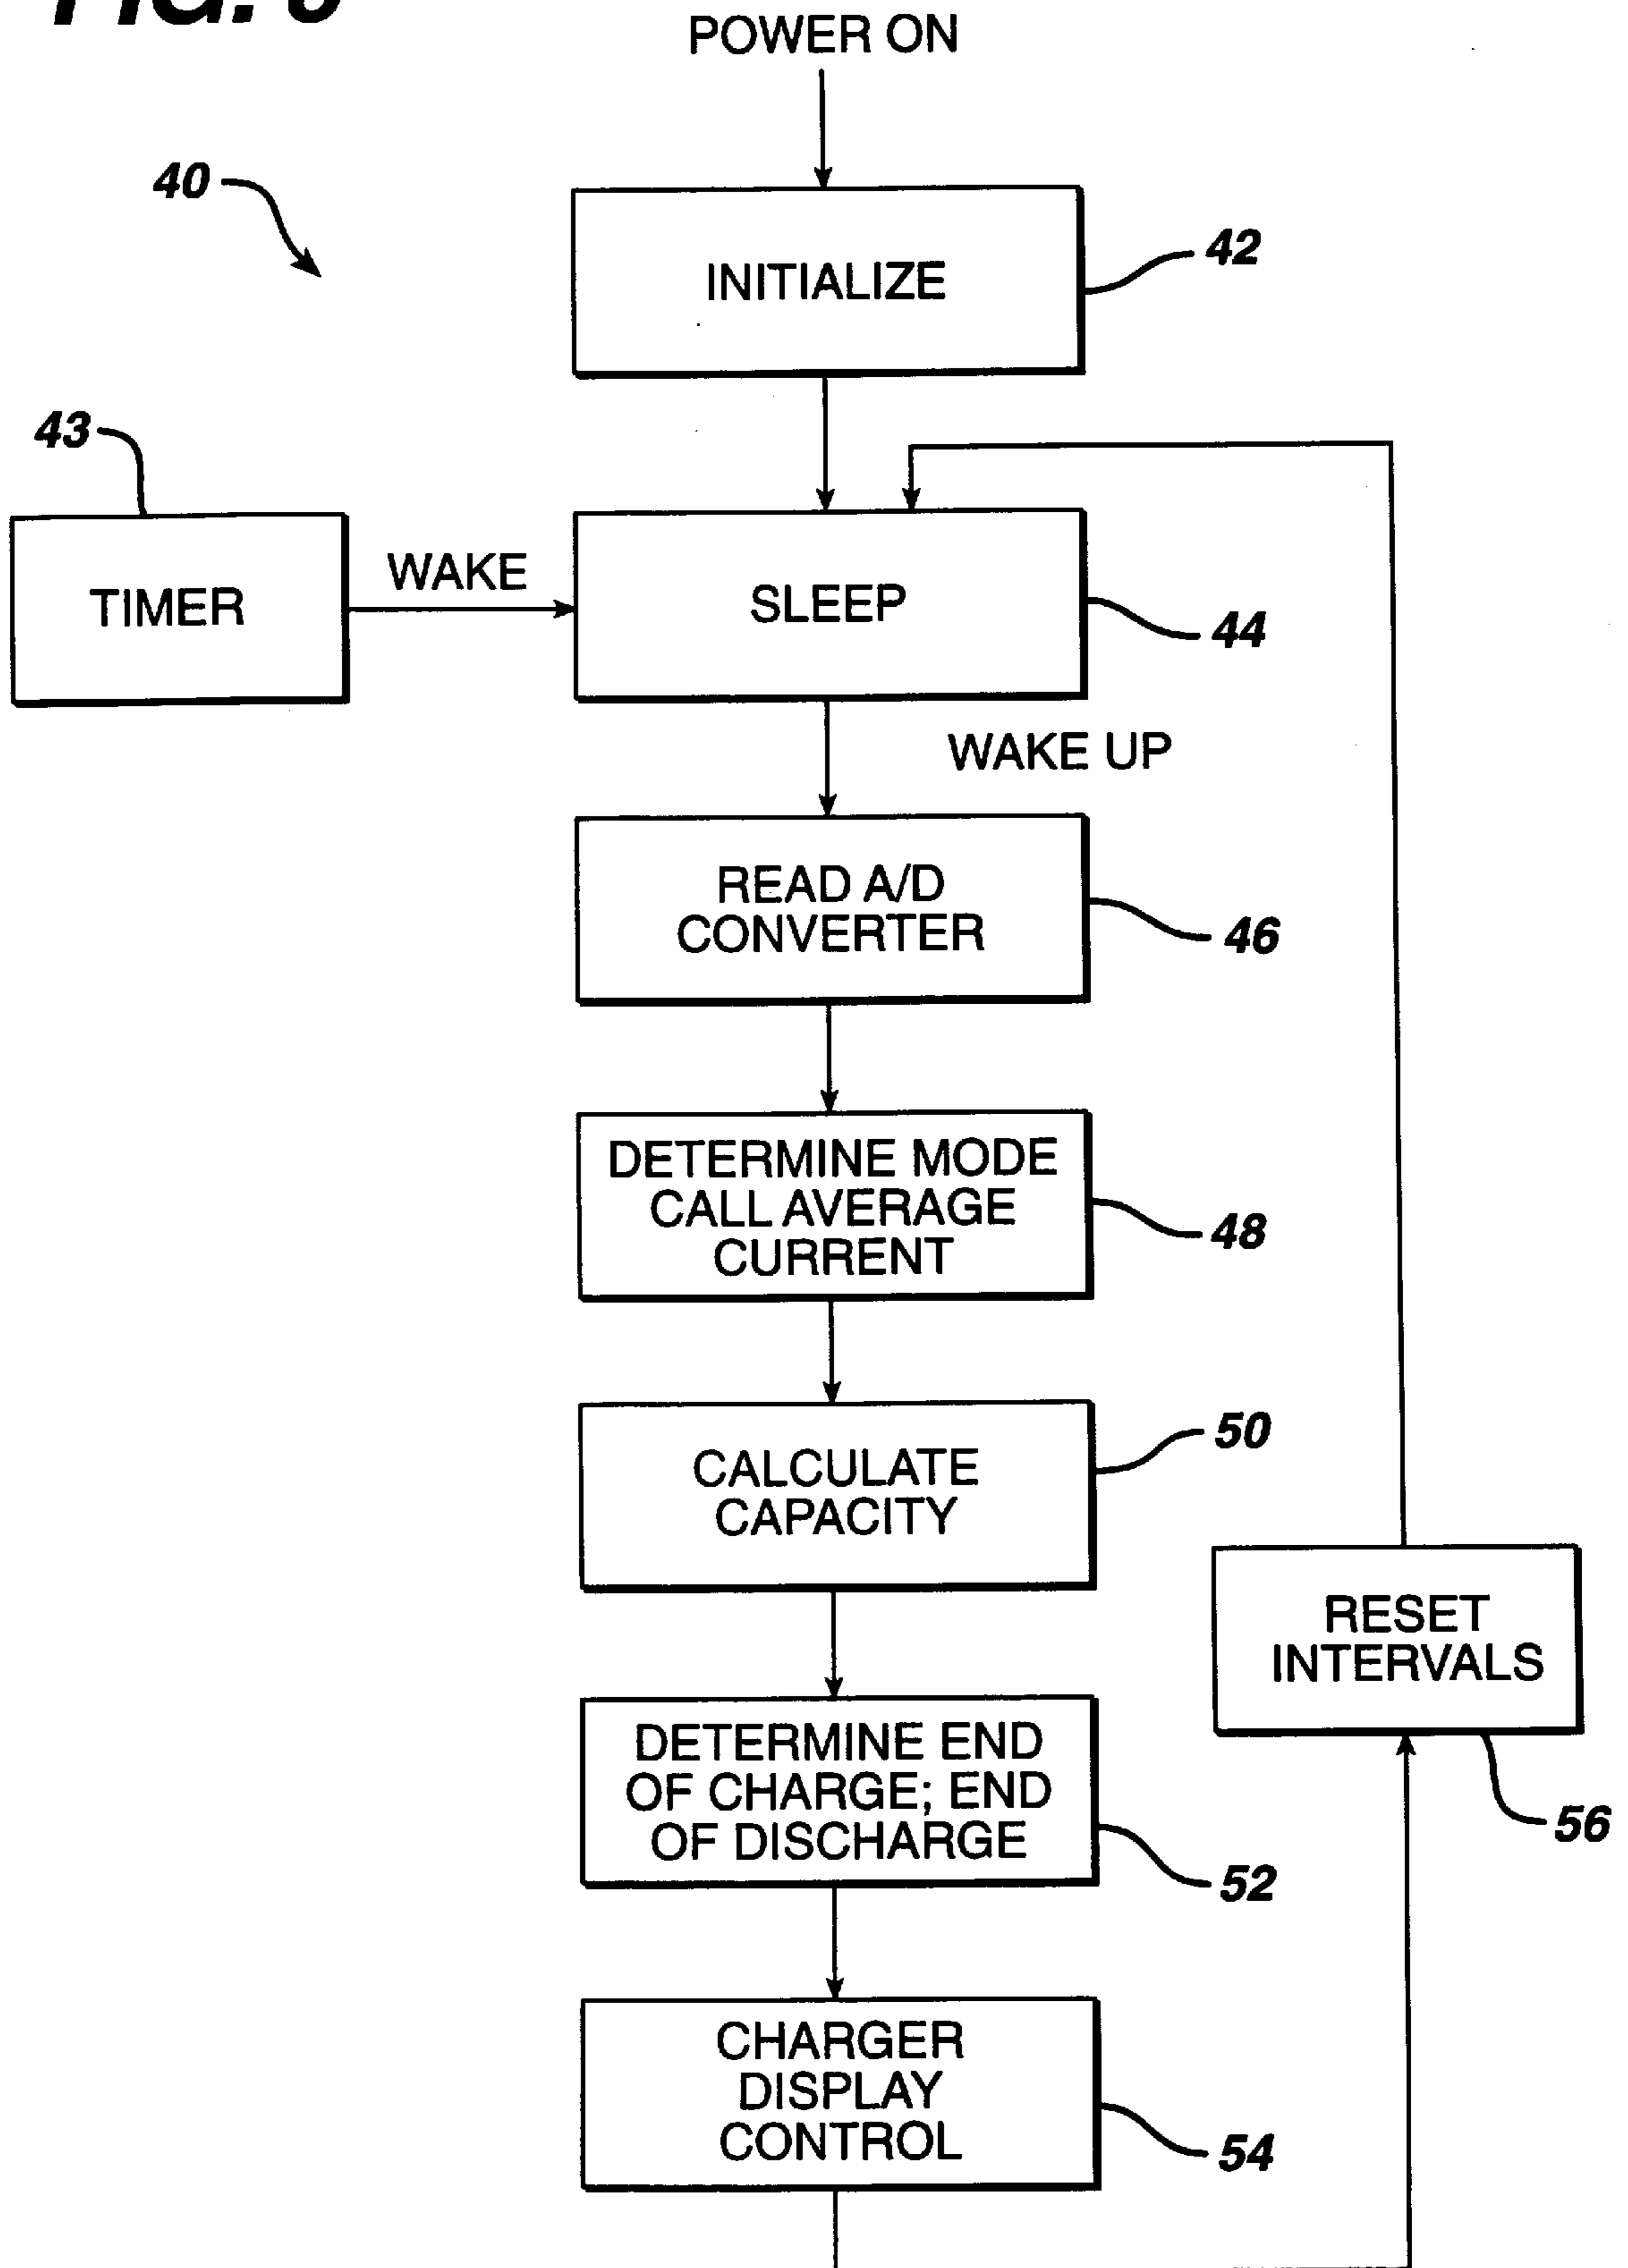 FIG.
POWER ON
40
INITIALIZE
42
43
TIMER
WAKE
SLEEP
44
WAKE UP
READ A/D
CONVERTER
46
DETERMINE MODE
CALL AVERAGE
CURRENT
48
CALCULATE
CAPACITY
50
RESET
INTERVALS
56
DETERMINE END
OF CHARGE; END
OF DISCHARGE
52
CHARGER
DISPLAY
CONTROL
54